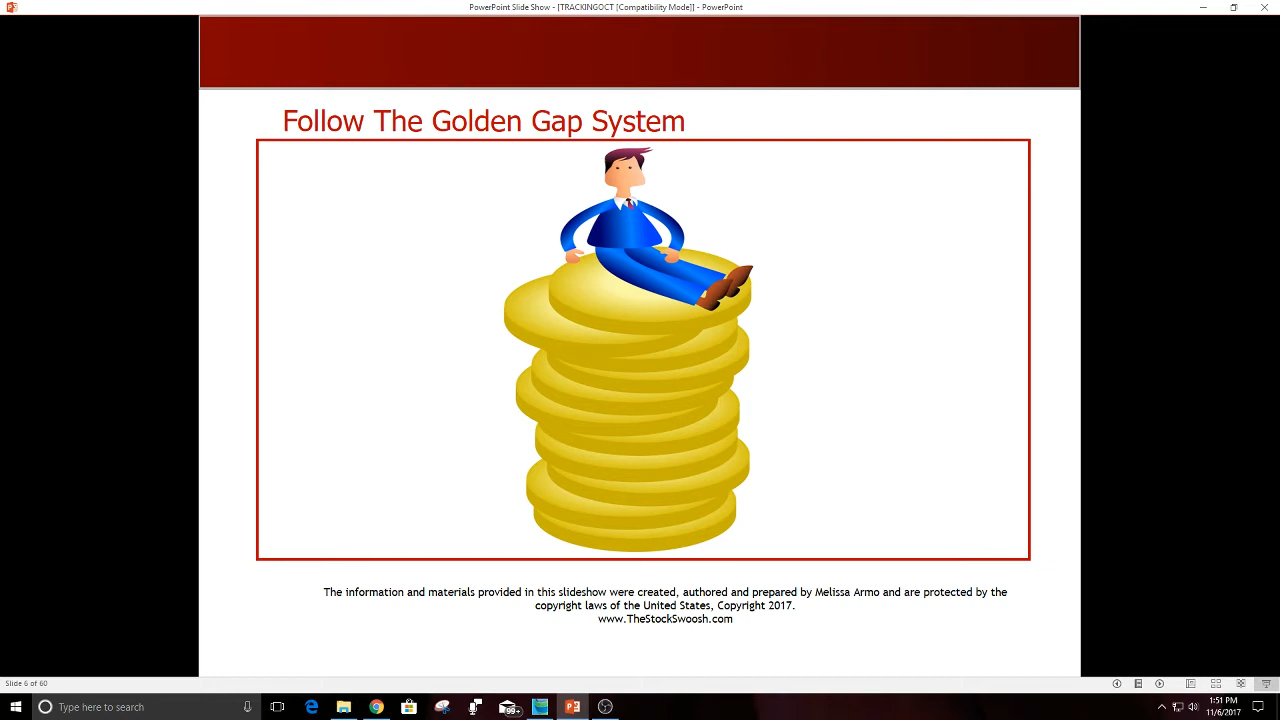 PowerPoint Slide Show - [TRACKINGOCT [Compatibility Mode]] - PowerPoint
Follow The Golden Gap System
The information and materials provided in this slideshow were created, authored and prepared by Melissa Armo and are protected by the
copyright laws of the United States, Copyright 2017.
www.TheStockSwoosh.com
Slide 6 of 60
Type here to search
99+
1:51 PM
11/6/2017